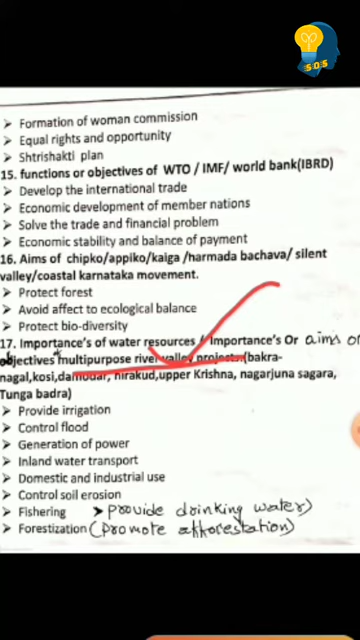 S.O.S
➢ Formation of woman commission
➢ Equal rights and opportunity
➢ Shtrishakti plan
15. functions or objectives of WTO / IMF/ world bank(IBRD)
➢ Develop the international trade
➢ Economic development of member nations
➢ Solve the trade and financial problem
➢ Economic stability and balance of payment
16. Aims of chipko/appiko/kaiga /harmada bachava/ silent
valley/coastal karnataka movement.
➢ Protect forest
➢ Avoid affect to ecological balance
➢ Protect bio-diversity
17. Importance's of water resources / Importance's Or aims or
objectives multipurpose river valley projects.(bakra-
nagal,kosi,damodar, hirakud,upper Krishna, nagarjuna sagara,
Tunga badra)
➢ Provide irrigation
➢ Control flood
➢ Generation of power
➢ Inland water transport
➢ Domestic and industrial use
➢ Control soil erosion
➢ Fishering ➢ provide drinking water)
➢ Forestization (promote afforestation)